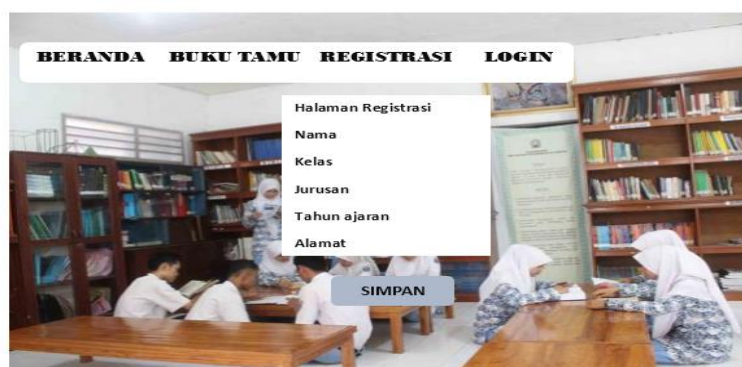 BERANDA BUKU TAMU REGISTRASI LOGIN
Halaman Registrasi
Nama
Kelas
Jurusan
Tahun ajaran
Alamat
SIMPAN